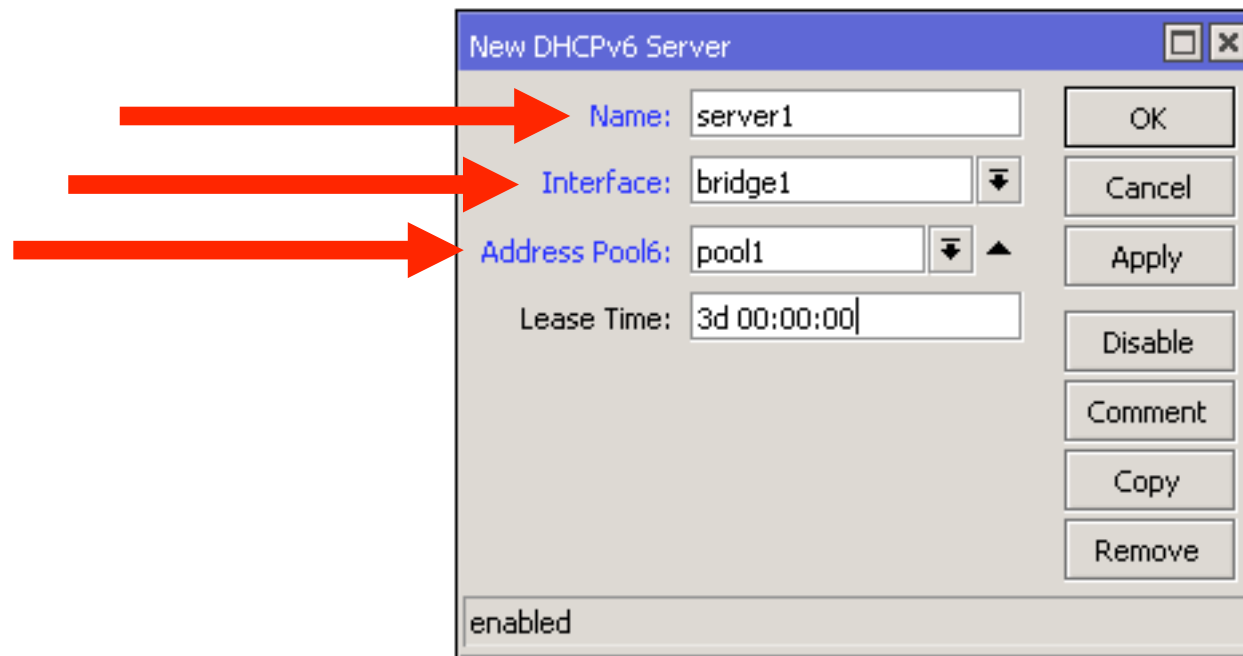 New DHCPv6 Server
Name: server1
OK
Interface: bridge1
Cancel
Address Pool6: pool1
Apply
Lease Time: 3d 00:00:00
Disable
Comment
Copy
Remove
enabled